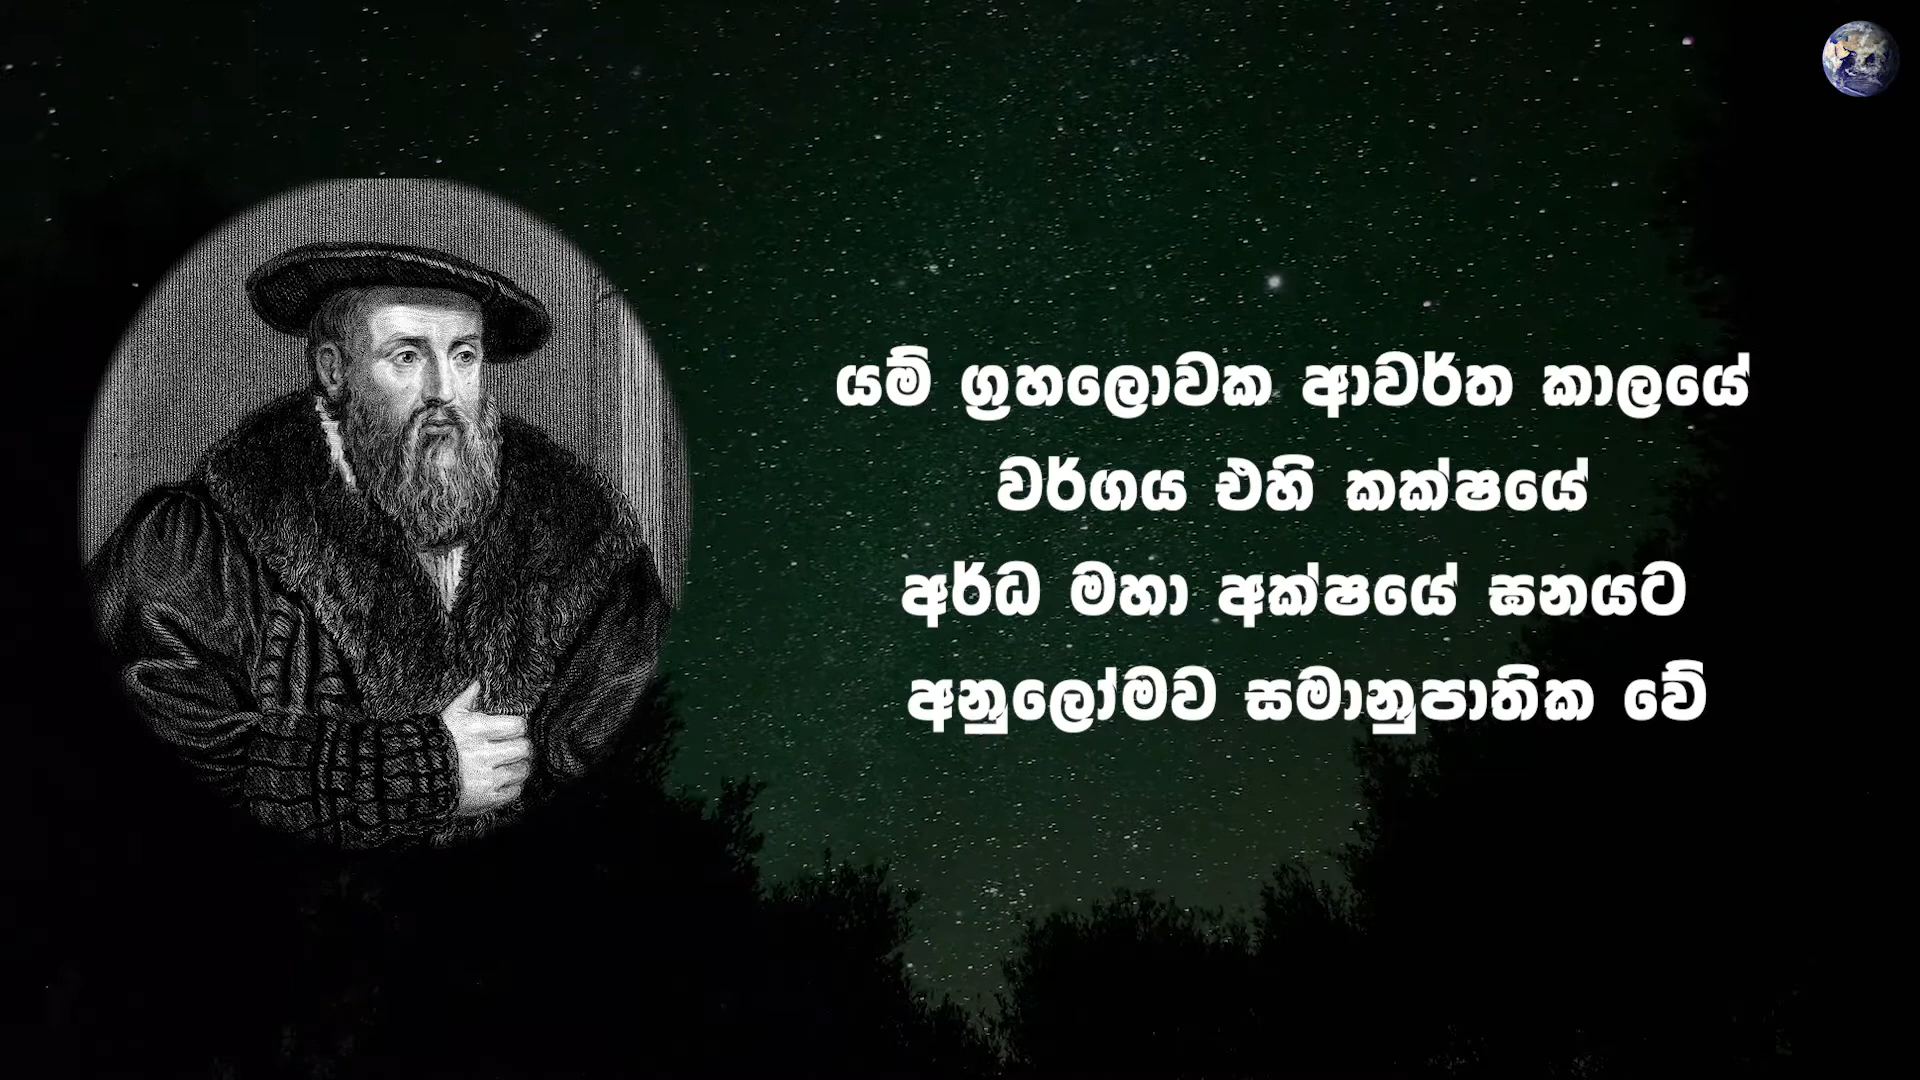 යම් ග්‍රහලොවක ආවර්ත කාලයේ
වර්ගය එහි කක්ෂයේ
අර්ධ මහා අක්ෂයේ ඝනයට
අනුලෝමව සමානුපාතික වේ